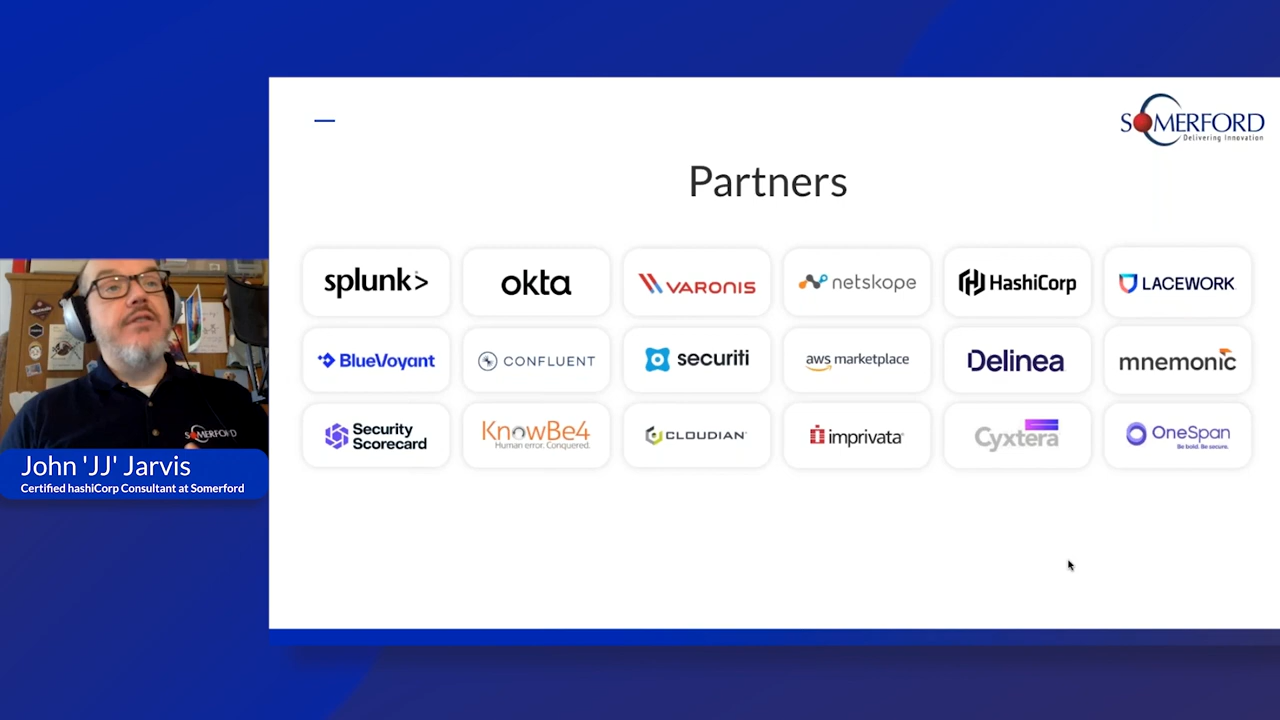 SOMERFORD
Delivering Innovation
Partners
splunk>
okta
VARONIS
netskope
HashiCorp
LACEWORK
BlueVoyant
CONFLUENT
securiti
aws marketplace
Delinea
mnemonic
Security
Scorecard
KnowBe4
Human error. Conquered.
CLOUDIAN
imprivata
Cyxtera
OneSpan
Be bold. Be secure.
SOMERFORD
John 'JJ' Jarvis
Certified hashiCorp Consultant at Somerford